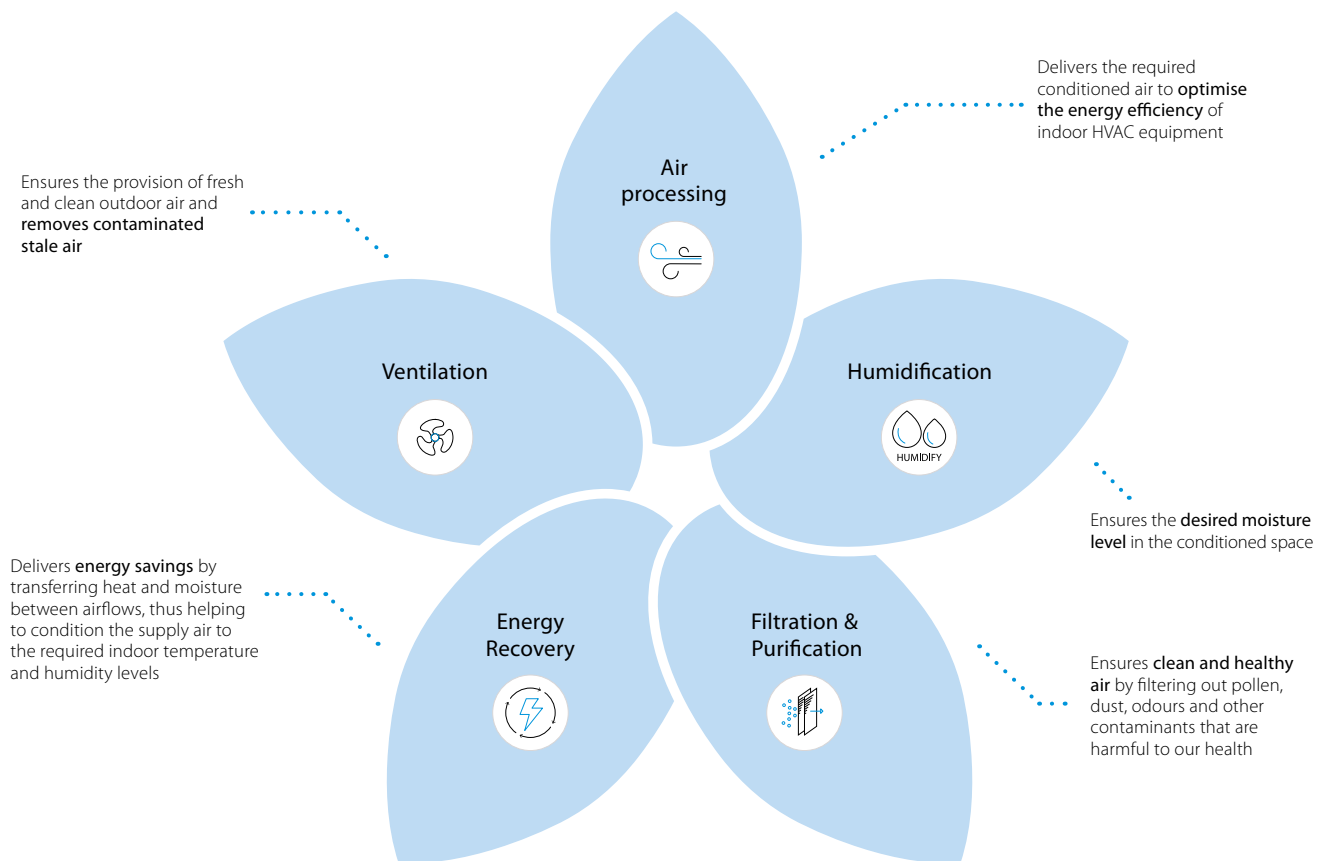 Delivers the required
conditioned air to optimise
the energy efficiency of
indoor HVAC equipment
Air
processing
Ensures the provision of fresh
and clean outdoor air and
removes contaminated
stale air
Ventilation
Humidification
HUMIDIFY
Ensures the desired moisture
level in the conditioned space
Delivers energy savings by
transferring heat and moisture
between airflows, thus helping
to condition the supply air to
the required indoor temperature
and humidity levels
Energy
Recovery
Filtration &
Purification
Ensures clean and healthy
air by filtering out pollen,
dust, odours and other
contaminants that are
harmful to our health